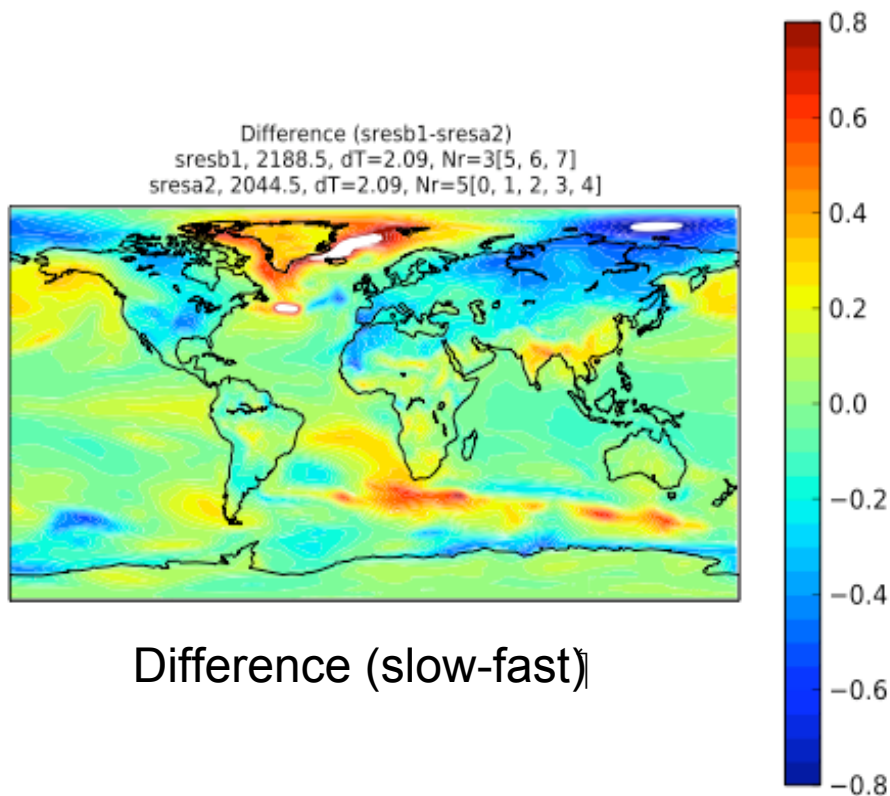 Difference (sresb1-sresa2)
sresb1, 2188.5, dT=2.09, Nr=3[5, 6, 7]
sresa2, 2044.5, dT=2.09, Nr=5[0, 1, 2, 3, 4]
0.8
0.6
0.4
0.2
0.0
−0.2
−0.4
−0.6
−0.8
Difference (slow-fast)